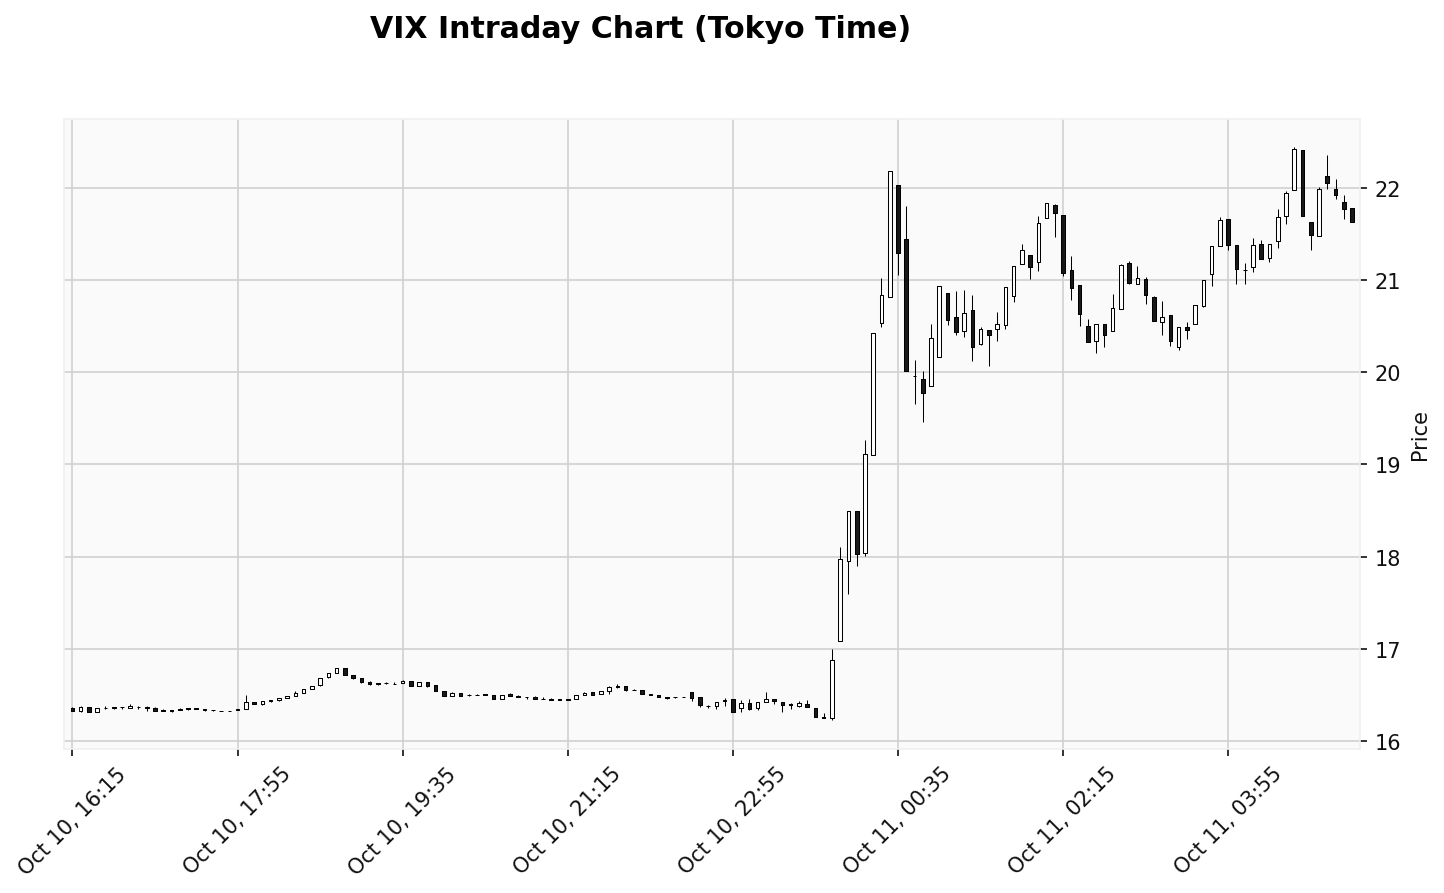 VIX Intraday Chart (Tokyo Time)
22
21
20
19
18
17
16
Price
Oct 10, 16:15
Oct 10, 17:55
Oct 10, 19:35
Oct 10, 21:15
Oct 10, 22:55
Oct 11, 00:35
Oct 11, 02:15
Oct 11, 03:55